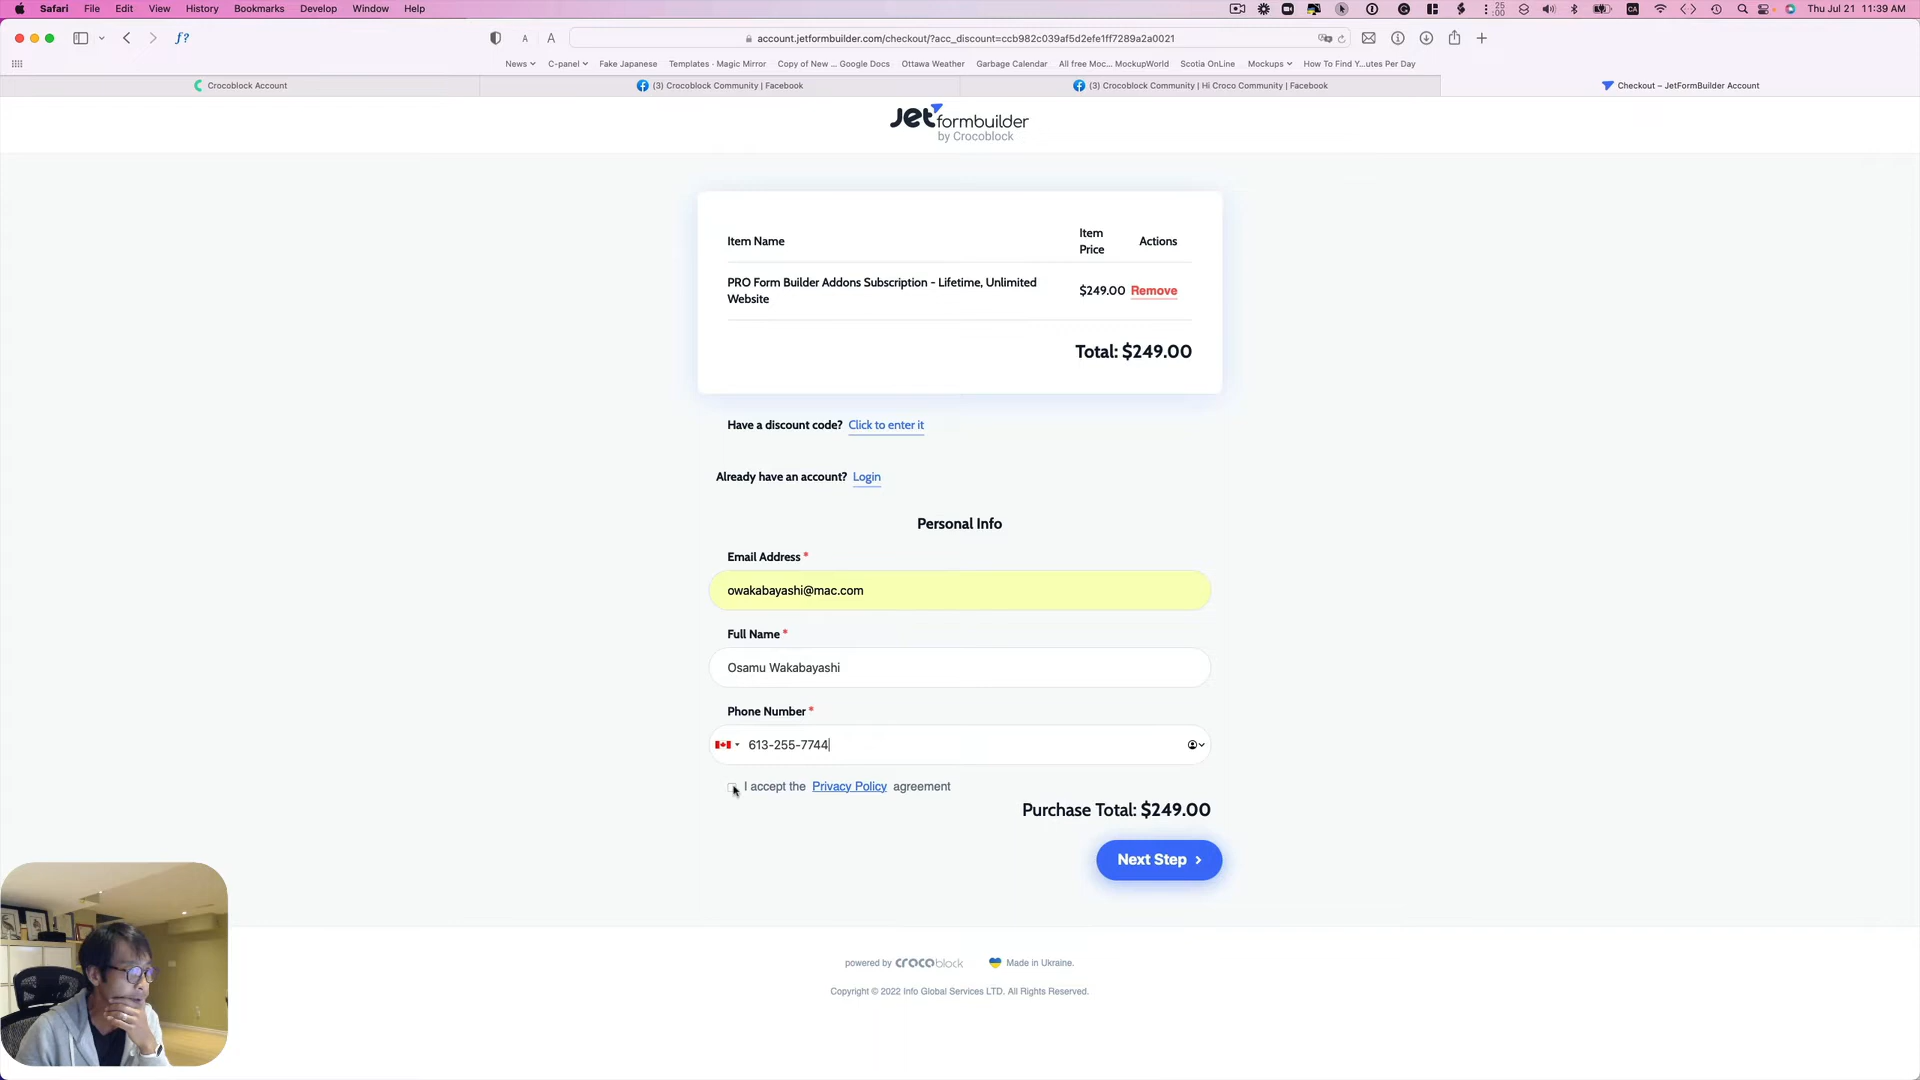 Safari File Edit View History Bookmarks Develop Window Help
25
:00
CA
Thu Jul 21 11:39 AM
f?
A A
account.jetformbuilder.com/checkout/?acc_discount=ccb982c039af5d2efe1ff7289a2a0021
News C-panel Fake Japanese Templates - Magic Mirror Copy of New ... Google Docs Ottawa Weather Garbage Calendar All free Moc... MockupWorld Scotia OnLine Mockups How To Find Y...utes Per Day
Crocoblock Account
(3) Crocoblock Community | Facebook
(3) Crocoblock Community | Hi Croco Community | Facebook
Checkout – JetFormBuilder Account
Jetformbuilder
by Crocoblock
Item Name
Item
Price
Actions
PRO Form Builder Addons Subscription - Lifetime, Unlimited
Website
$249.00 Remove
Total: $249.00
Have a discount code? Click to enter it
Already have an account? Login
Personal Info
Email Address *
owakabayashi@mac.com
Full Name *
Osamu Wakabayashi
Phone Number *
613-255-7744
I accept the Privacy Policy agreement
Purchase Total: $249.00
Next Step ›
powered by crocoblock
Made in Ukraine.
Copyright © 2022 Info Global Services LTD. All Rights Reserved.